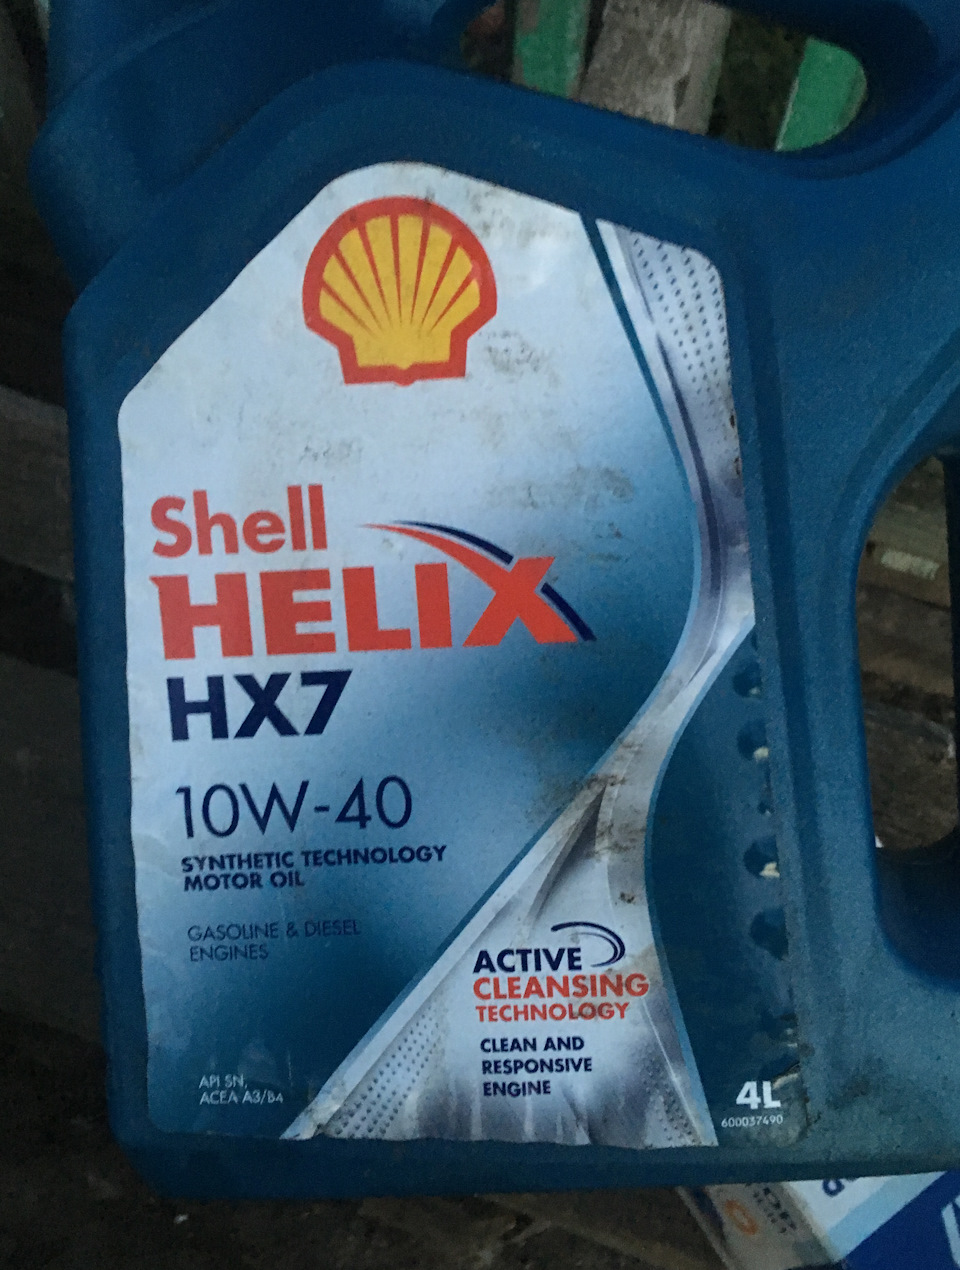 Shell
HELIX
HX7
10W-40
SYNTHETIC TECHNOLOGY
MOTOR OIL
GASOLINE & DIESEL
ENGINES
ACTIVE
CLEANSING
TECHNOLOGY
CLEAN AND
RESPONSIVE
ENGINE
API SN,
ACEA A3/B4
4L
600037490